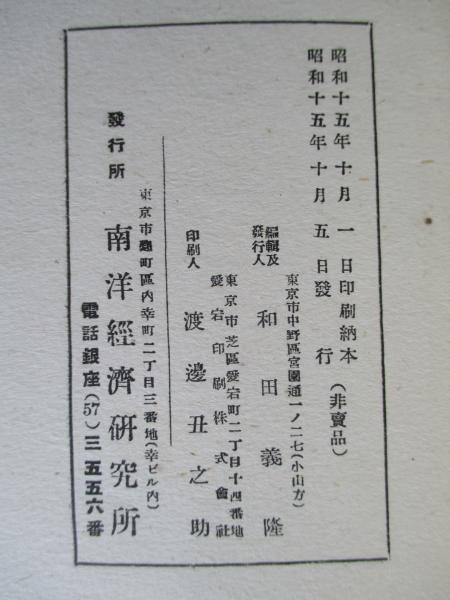 昭和十五年十月一日印刷納本
昭和十五年十月五日發行
(非賣品)
東京市中野區宮園通一ノ二七(小山方)
編輯及發行人 和田義隆
東京市芝區愛宕町二丁目十四番地
愛宕印刷株式會社
印刷人 渡邊丑之助
東京市麴町區內幸町二丁目三番地(幸ビル內)
發行所 南洋經濟硏究所
電話銀座(57)三五五六番